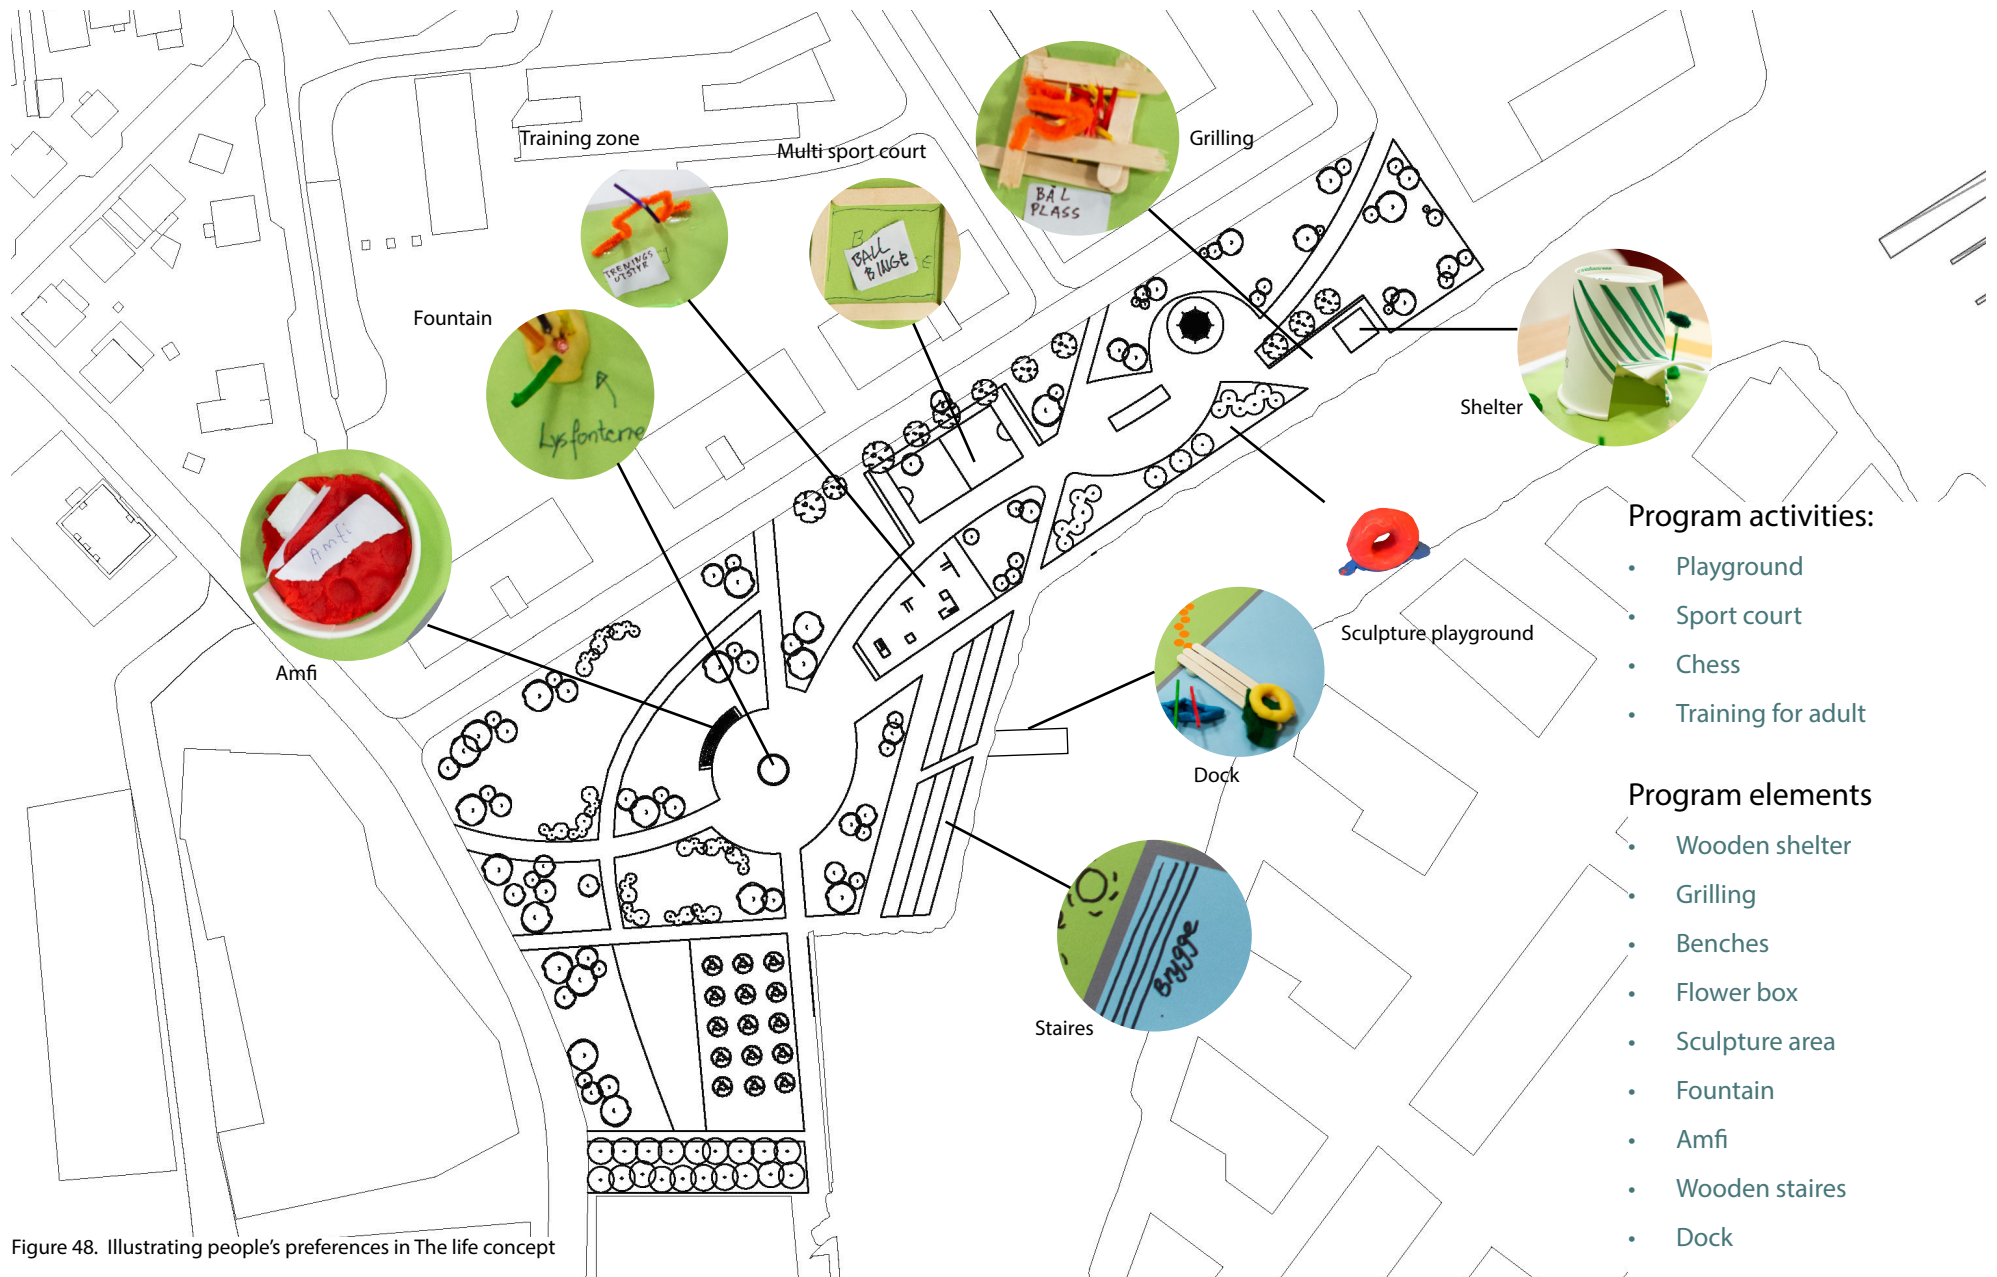 Training zone
Multi sport court
Grilling
BÅL
PLASS
TRENINGS
UTSTYR
BALL
BINGE
Fountain
Lysfontene
Shelter
Amfi
Amfi
Sculpture playground
Dock
Brygge
Staires
Program activities:
• Playground
• Sport court
• Chess
• Training for adult
Program elements
• Wooden shelter
• Grilling
• Benches
• Flower box
• Sculpture area
• Fountain
• Amfi
• Wooden staires
• Dock
Figure 48. Illustrating people's preferences in The life concept